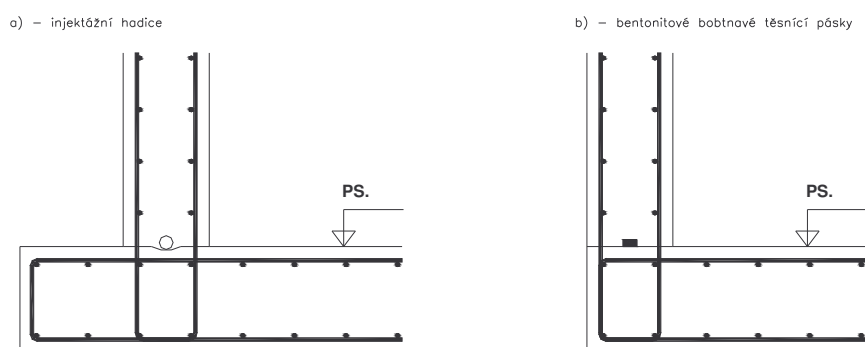 a) – injektážní hadice
b) – bentonitové bobtnavé těsnící pásky
PS.
PS.